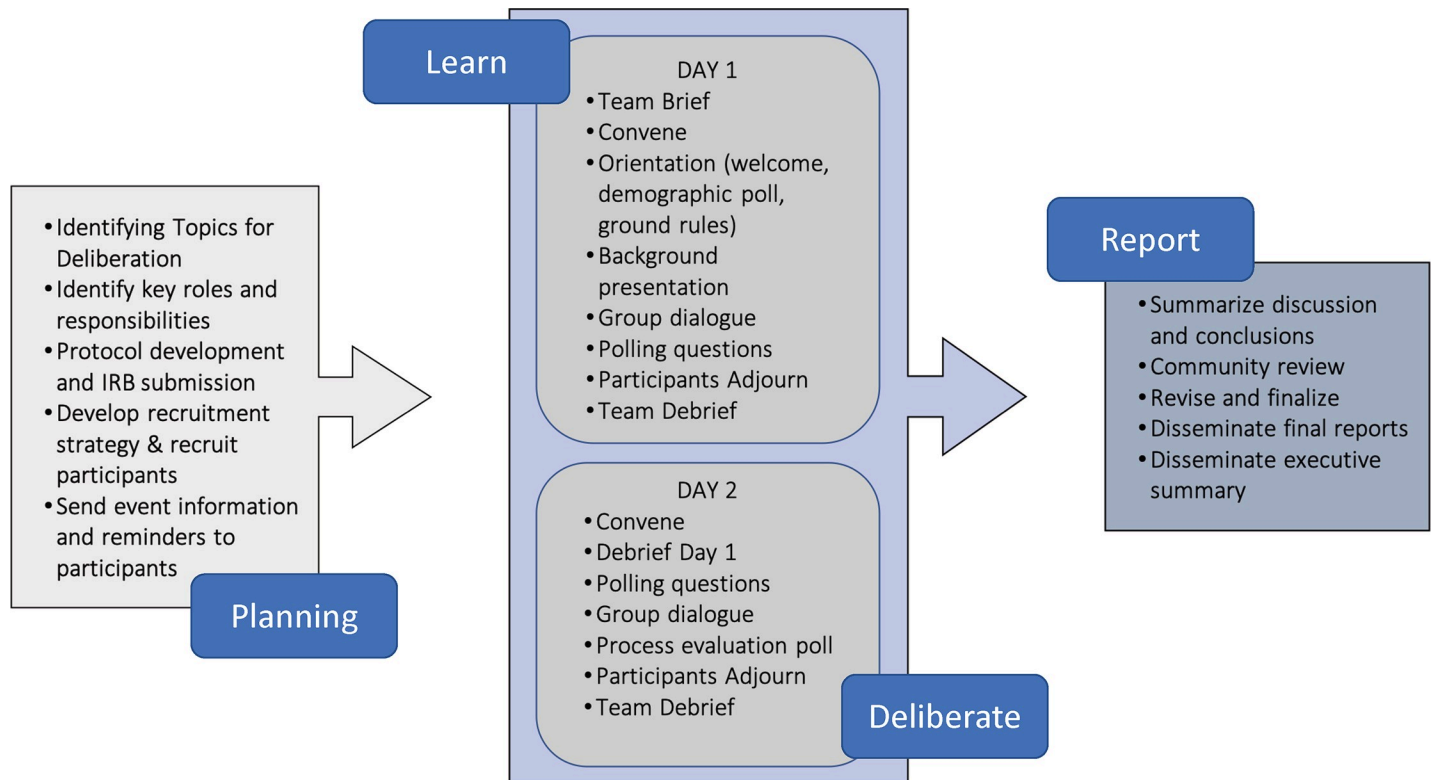 • Identifying Topics for
Deliberation
• Identify key roles and
responsibilities
• Protocol development
and IRB submission
• Develop recruitment
strategy & recruit
participants
• Send event information
and reminders to
participants
Planning
Learn
DAY 1
• Team Brief
• Convene
• Orientation (welcome,
demographic poll,
ground rules)
• Background
presentation
• Group dialogue
• Polling questions
• Participants Adjourn
• Team Debrief
DAY 2
• Convene
• Debrief Day 1
• Polling questions
• Group dialogue
• Process evaluation poll
• Participants Adjourn
• Team Debrief
Deliberate
Report
• Summarize discussion
and conclusions
• Community review
• Revise and finalize
• Disseminate final reports
• Disseminate executive
summary